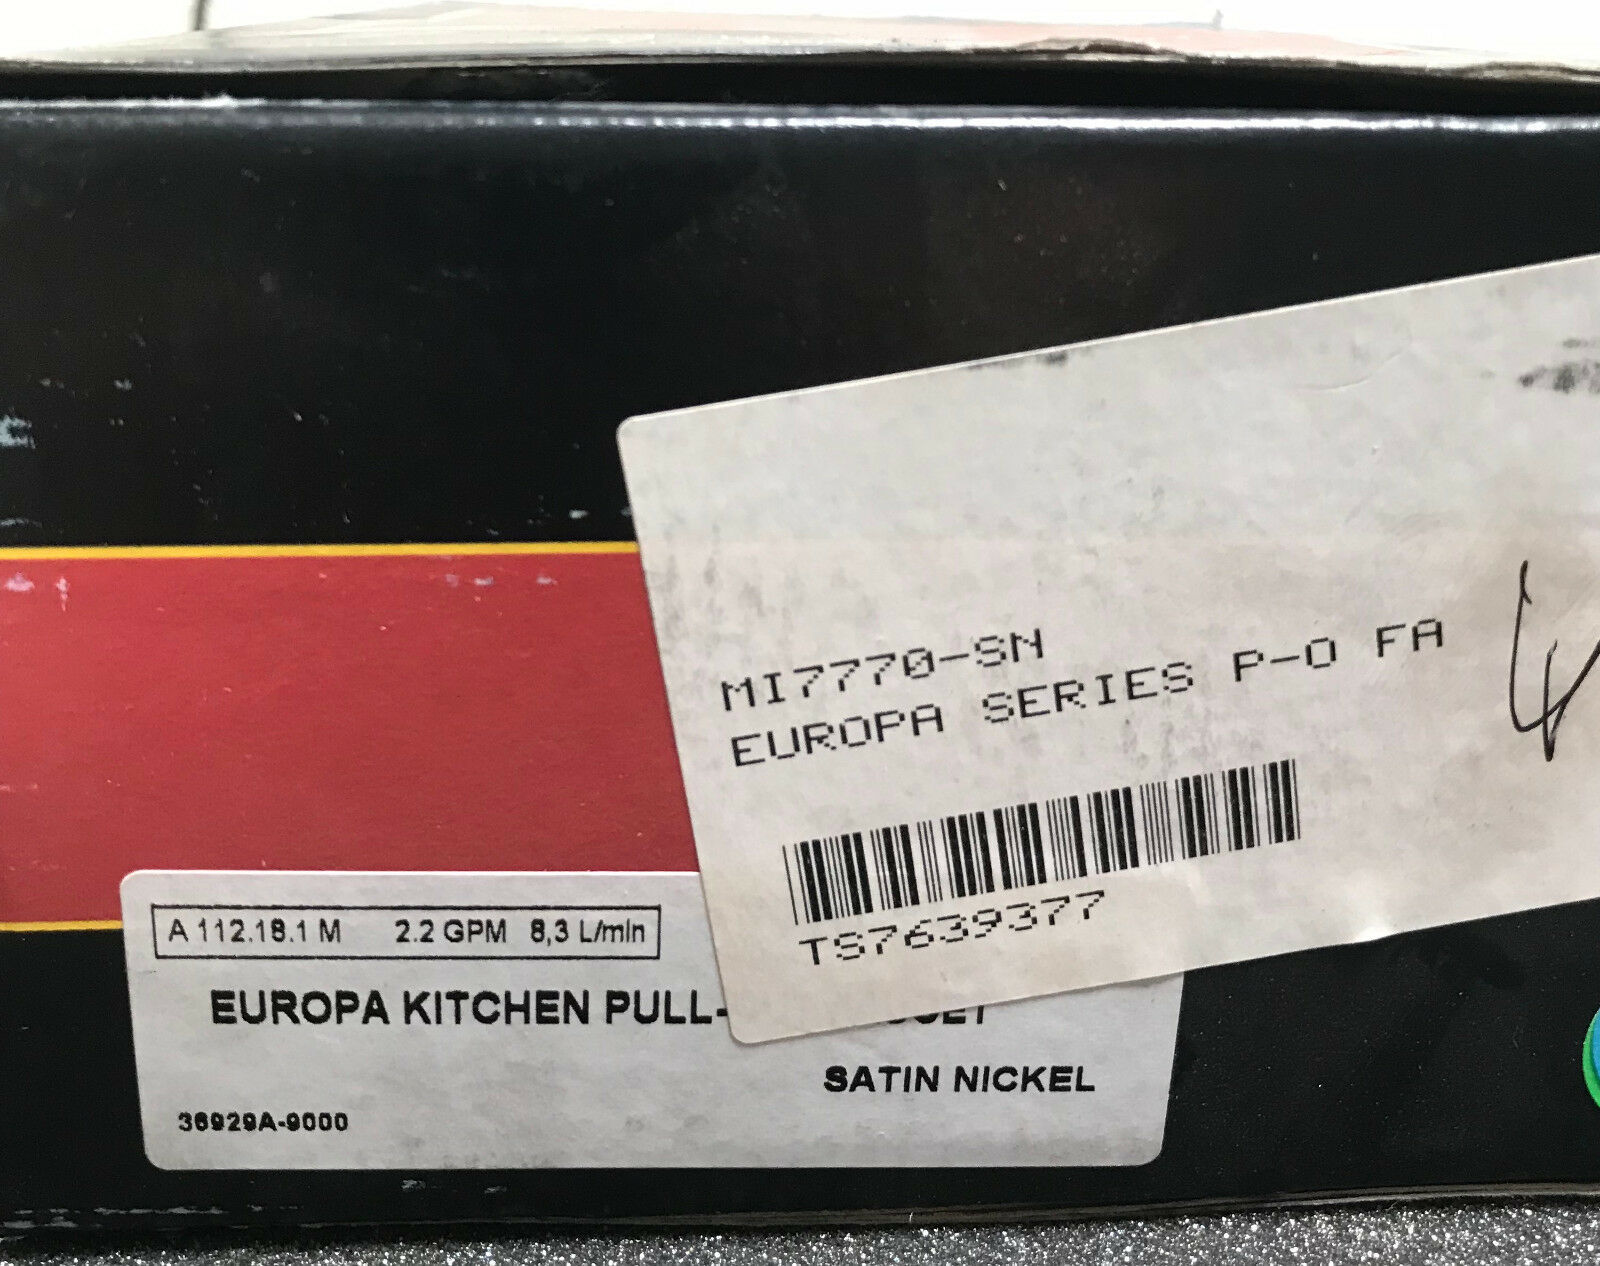 MI7770-SN
EUROPA SERIES P-O FA
TS7639377
A 112.18.1 M 2.2 GPM 8,3 L/min
EUROPA KITCHEN PULL-
SATIN NICKEL
36929A-9000